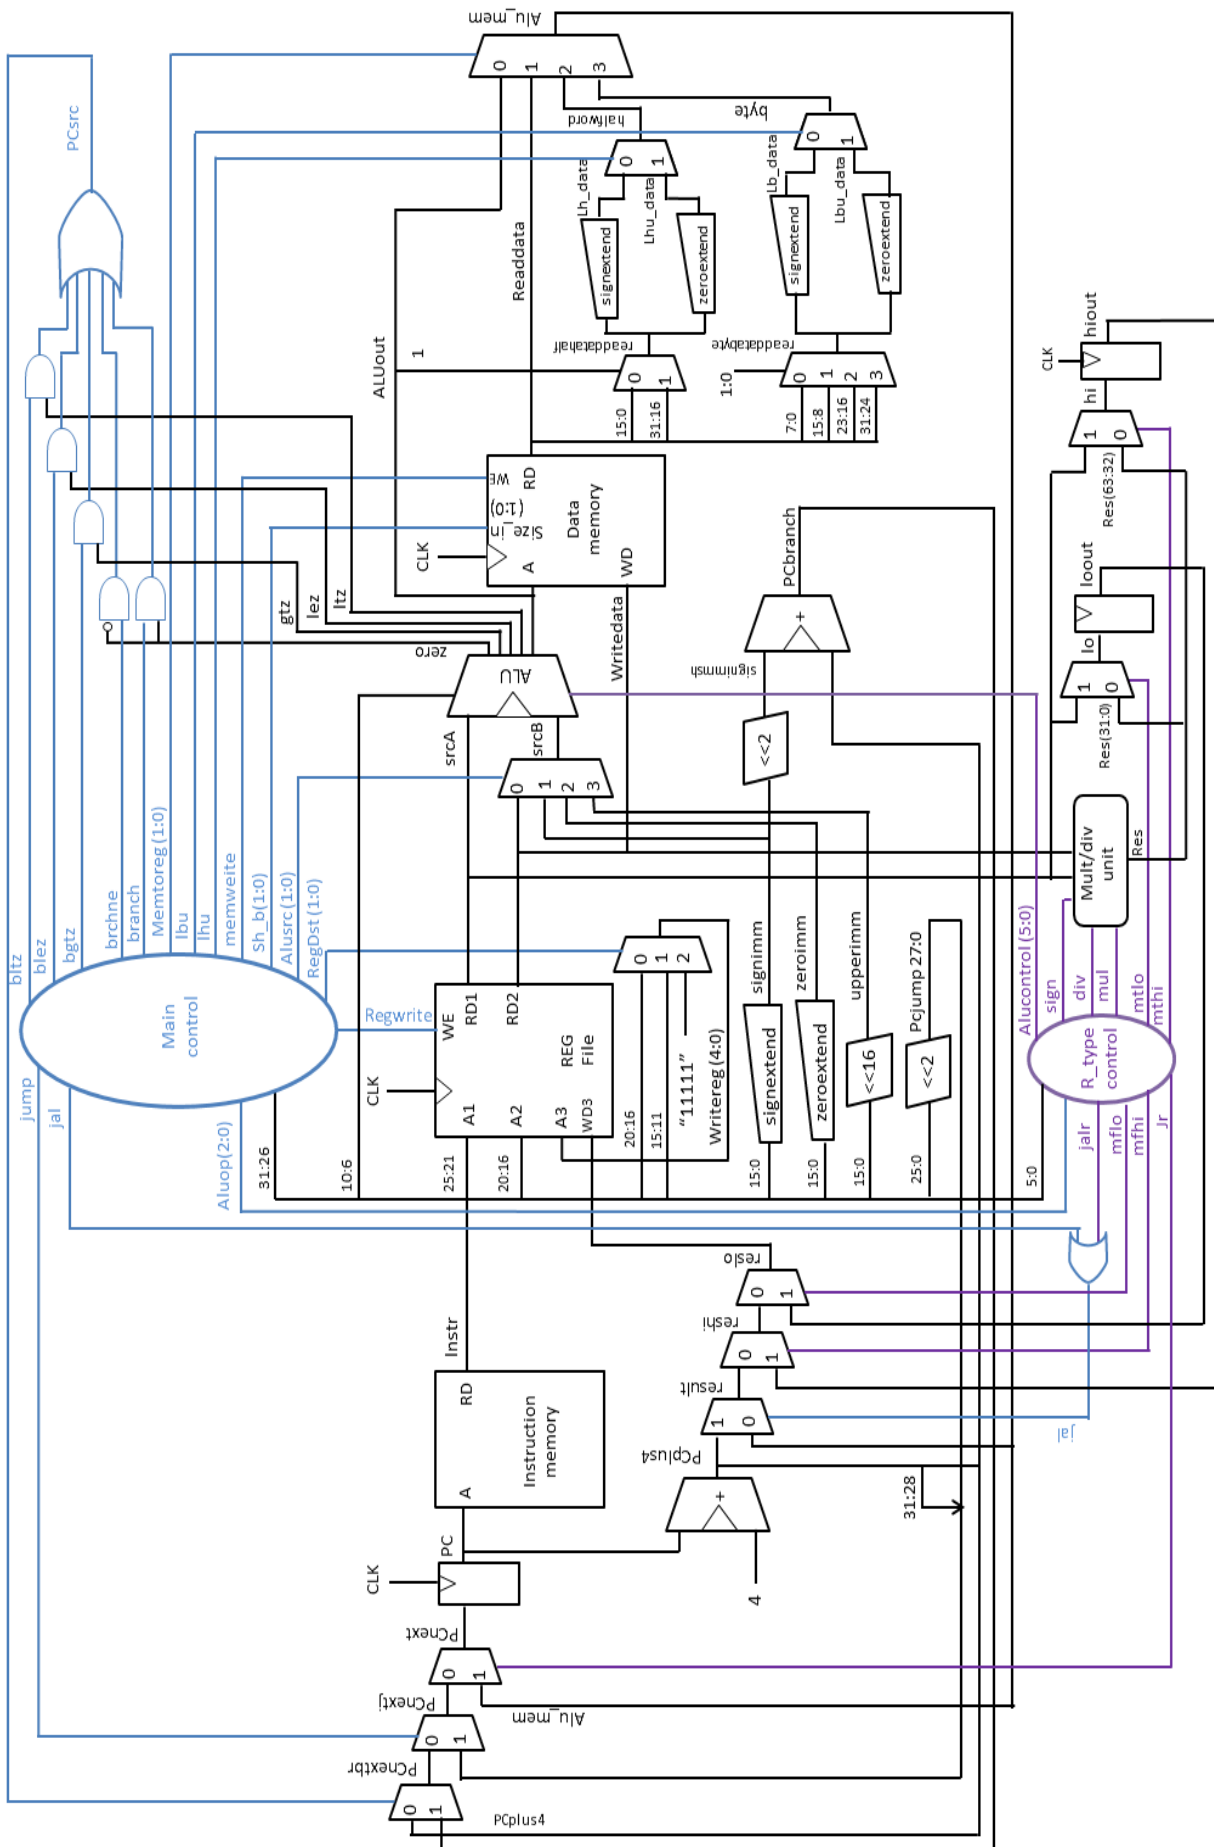 PCsrc
bltz
blez
bgtz
brchne
branch
Memtoreg (1:0)
lbu
lhu
memweite
Sh_b(1:0)
Alusrc (1:0)
RegDst (1:0)
Main
control
jump
jal
Aluop(2:0)
Regwrite
31:26
10:6
25:21
20:16
CLK
WE
A1
RD1
A2
RD2
A3
WD3
REG
File
20:16
15:11
0
1
2
"11111"
Writereg (4:0)
zero
gtz
lez
ltz
srcA
srcB
ALU
0
1
2
3
CLK
A
Size_in
(1:0)
WE
RD
Data
memory
WD
Writedata
ALUout
1
Readdata
15:0
31:16
0
1
readdatahalf
signextend
zeroextend
Lh_data
Lhu_data
0
1
halfword
1:0
7:0
15:8
23:16
31:24
0
1
2
3
readdatabyte
signextend
zeroextend
Lb_data
Lbu_data
0
1
byte
0
1
2
3
Alu_mem
Instr
RD
A
Instruction
memory
PC
CLK
PCnext
0
1
PCnextj
Alu_mem
0
1
PCnextbr
0
1
PCplus4
4
+
PCplus4
31:28
1
0
jal
result
0
1
reshi
0
1
reslo
15:0
signextend
signimm
15:0
zeroextend
zeroimm
15:0
<<16
upperimm
25:0
<<2
Pcjump 27:0
<<2
signimmsh
+
PCbranch
5:0
R_type
control
Alucontrol (5:0)
sign
div
mul
mtlo
mthi
jalr
mflo
mfhi
Jr
Mult/div
unit
Res
Res(31:0)
1
0
lo
loout
Res(63:32)
1
0
hi
CLK
hiout